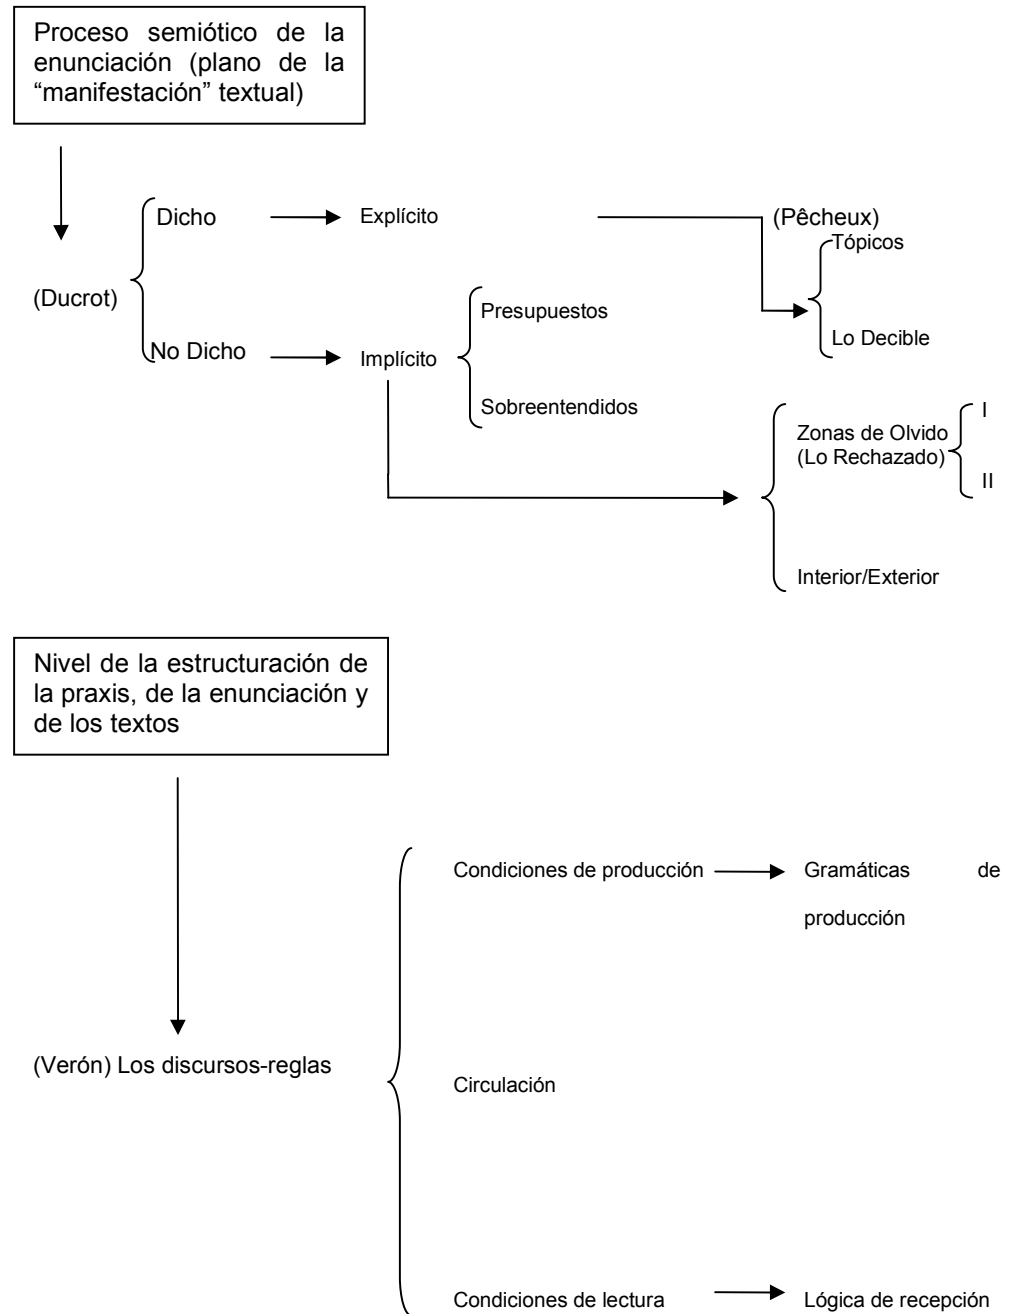 Proceso semiótico de la
enunciación (plano de la
“manifestación” textual)
Dicho
Explícito
(Pêcheux)
Tópicos
(Ducrot)
Presupuestos
Lo Decible
No Dicho
Implícito
Sobreentendidos
Zonas de Olvido
(Lo Rechazado)
I
II
Interior/Exterior
Nivel de la estructuración de
la praxis, de la enunciación y
de los textos
Condiciones de producción
Gramáticas de
producción
(Verón) Los discursos-reglas
Circulación
Condiciones de lectura
Lógica de recepción